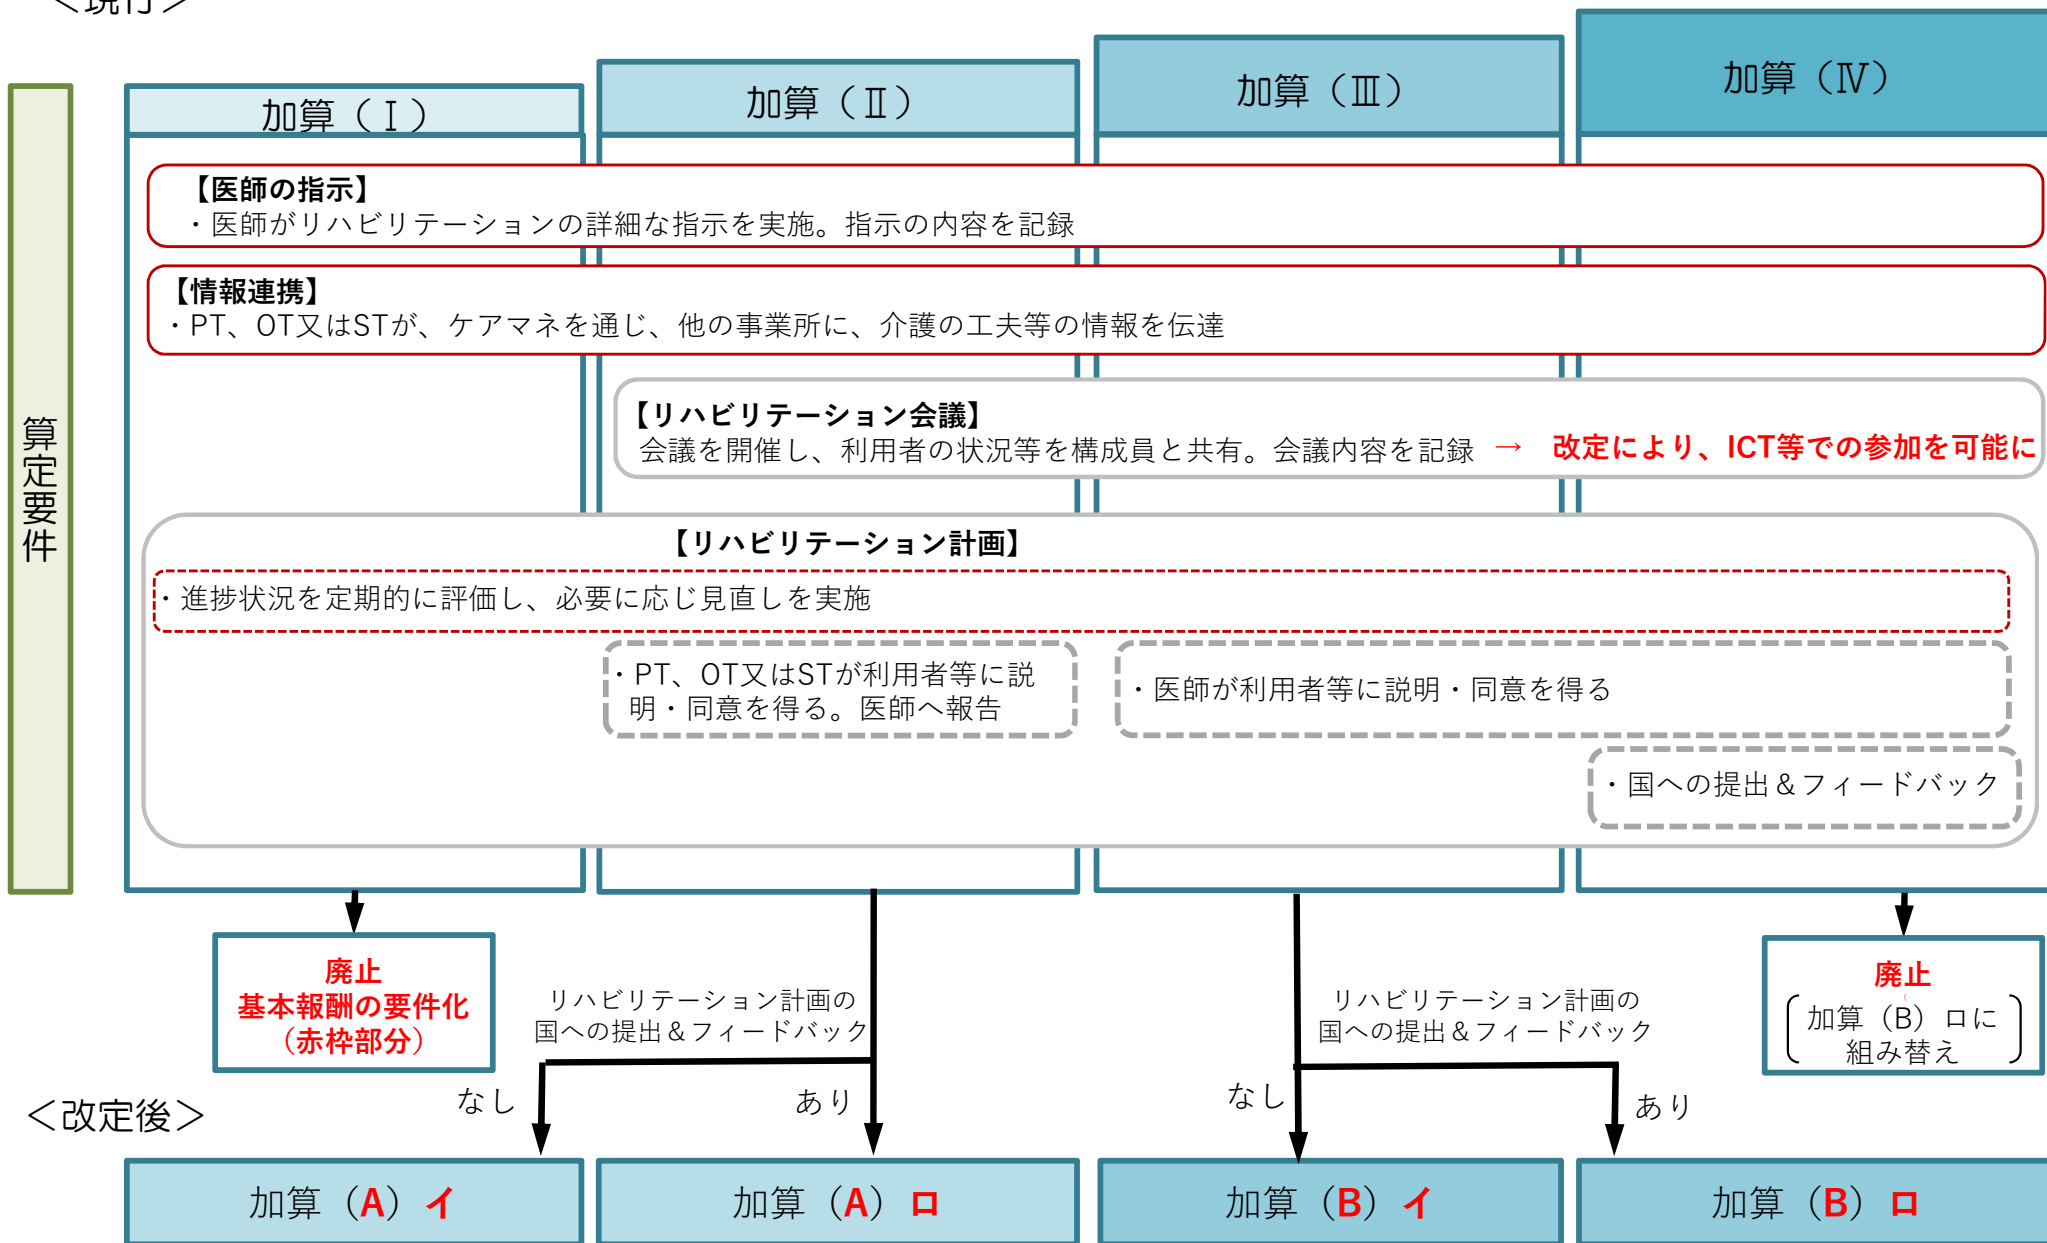 ＜現行＞
加算（Ⅰ）
加算（Ⅱ）
加算（Ⅲ）
加算（Ⅳ）
算定要件
【医師の指示】
・医師がリハビリテーションの詳細な指示を実施。指示の内容を記録
【情報連携】
・PT、OT又はSTが、ケアマネを通じ、他の事業所に、介護の工夫等の情報を伝達
【リハビリテーション会議】
会議を開催し、利用者の状況等を構成員と共有。会議内容を記録 → 改定により、ICT等での参加を可能に
【リハビリテーション計画】
・進捗状況を定期的に評価し、必要に応じ見直しを実施
・PT、OT又はSTが利用者等に説
明・同意を得る。医師へ報告
・医師が利用者等に説明・同意を得る
・国への提出＆フィードバック
廃止
基本報酬の要件化
（赤枠部分）
リハビリテーション計画の
国への提出＆フィードバック
なし
あり
リハビリテーション計画の
国への提出＆フィードバック
なし
あり
廃止
（
加算（B）ロに
組み替え
＜改定後＞
加算（A）イ
加算（A）ロ
加算（B）イ
加算（B）ロ